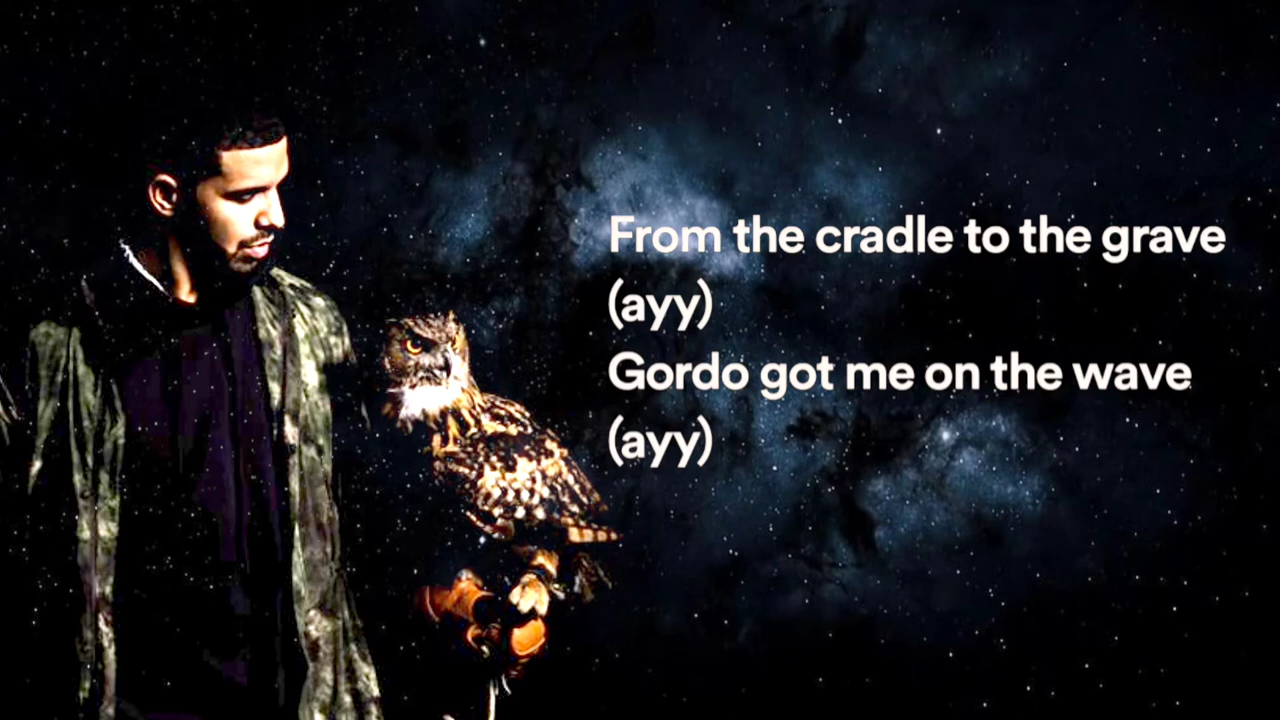 From the cradle to the grave
(ayy)
Gordo got me on the wave
(ayy)